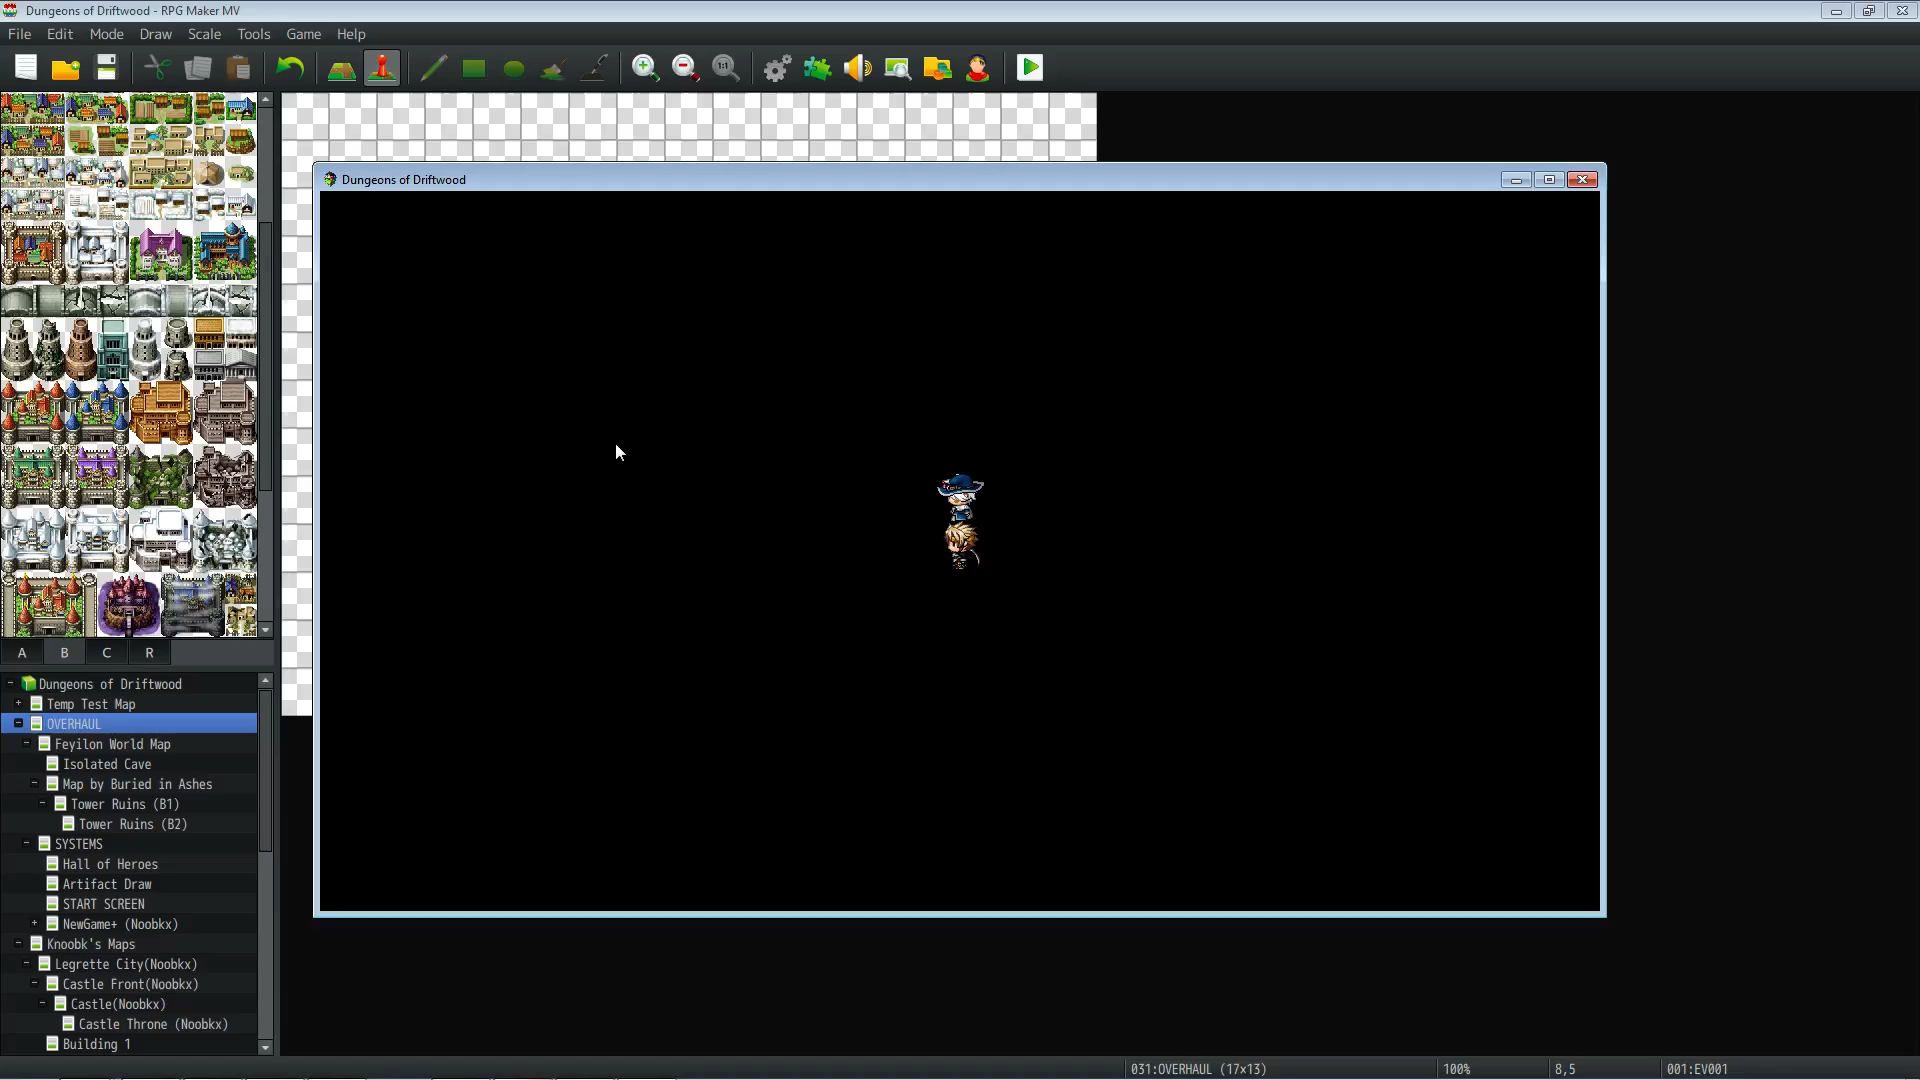 Dungeons of Driftwood - RPG Maker MV
File Edit Mode Draw Scale Tools Game Help
1:1
Dungeons of Driftwood
A B C R
Dungeons of Driftwood
Temp Test Map
OVERHAUL
Feyilon World Map
Isolated Cave
Map by Buried in Ashes
Tower Ruins (B1)
Tower Ruins (B2)
SYSTEMS
Hall of Heroes
Artifact Draw
START SCREEN
NewGame+ (Noobkx)
Knoobk's Maps
Legrette City(Noobkx)
Castle Front(Noobkx)
Castle(Noobkx)
Castle Throne (Noobkx)
Building 1
031:OVERHAUL (17x13) 100% 8,5 001:EV001